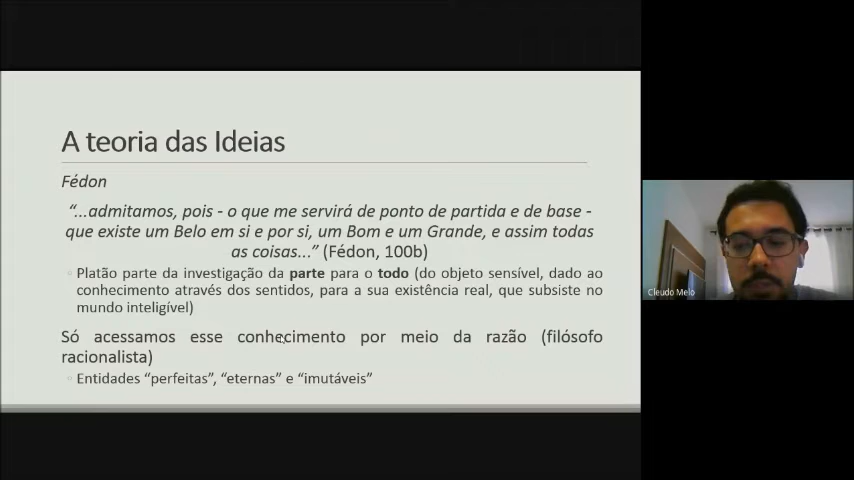 A teoria das Ideias
Fédon
“...admitamos, pois - o que me servirá de ponto de partida e de base -
que existe um Belo em si e por si, um Bom e um Grande, e assim todas
as coisas...” (Fédon, 100b)
◦ Platão parte da investigação da parte para o todo (do objeto sensível, dado ao
conhecimento através dos sentidos, para a sua existência real, que subsiste no
mundo inteligível)
Só acessamos esse conhecimento por meio da razão (filósofo
racionalista)
◦ Entidades “perfeitas”, “eternas” e “imutáveis”
Cleudo Melo